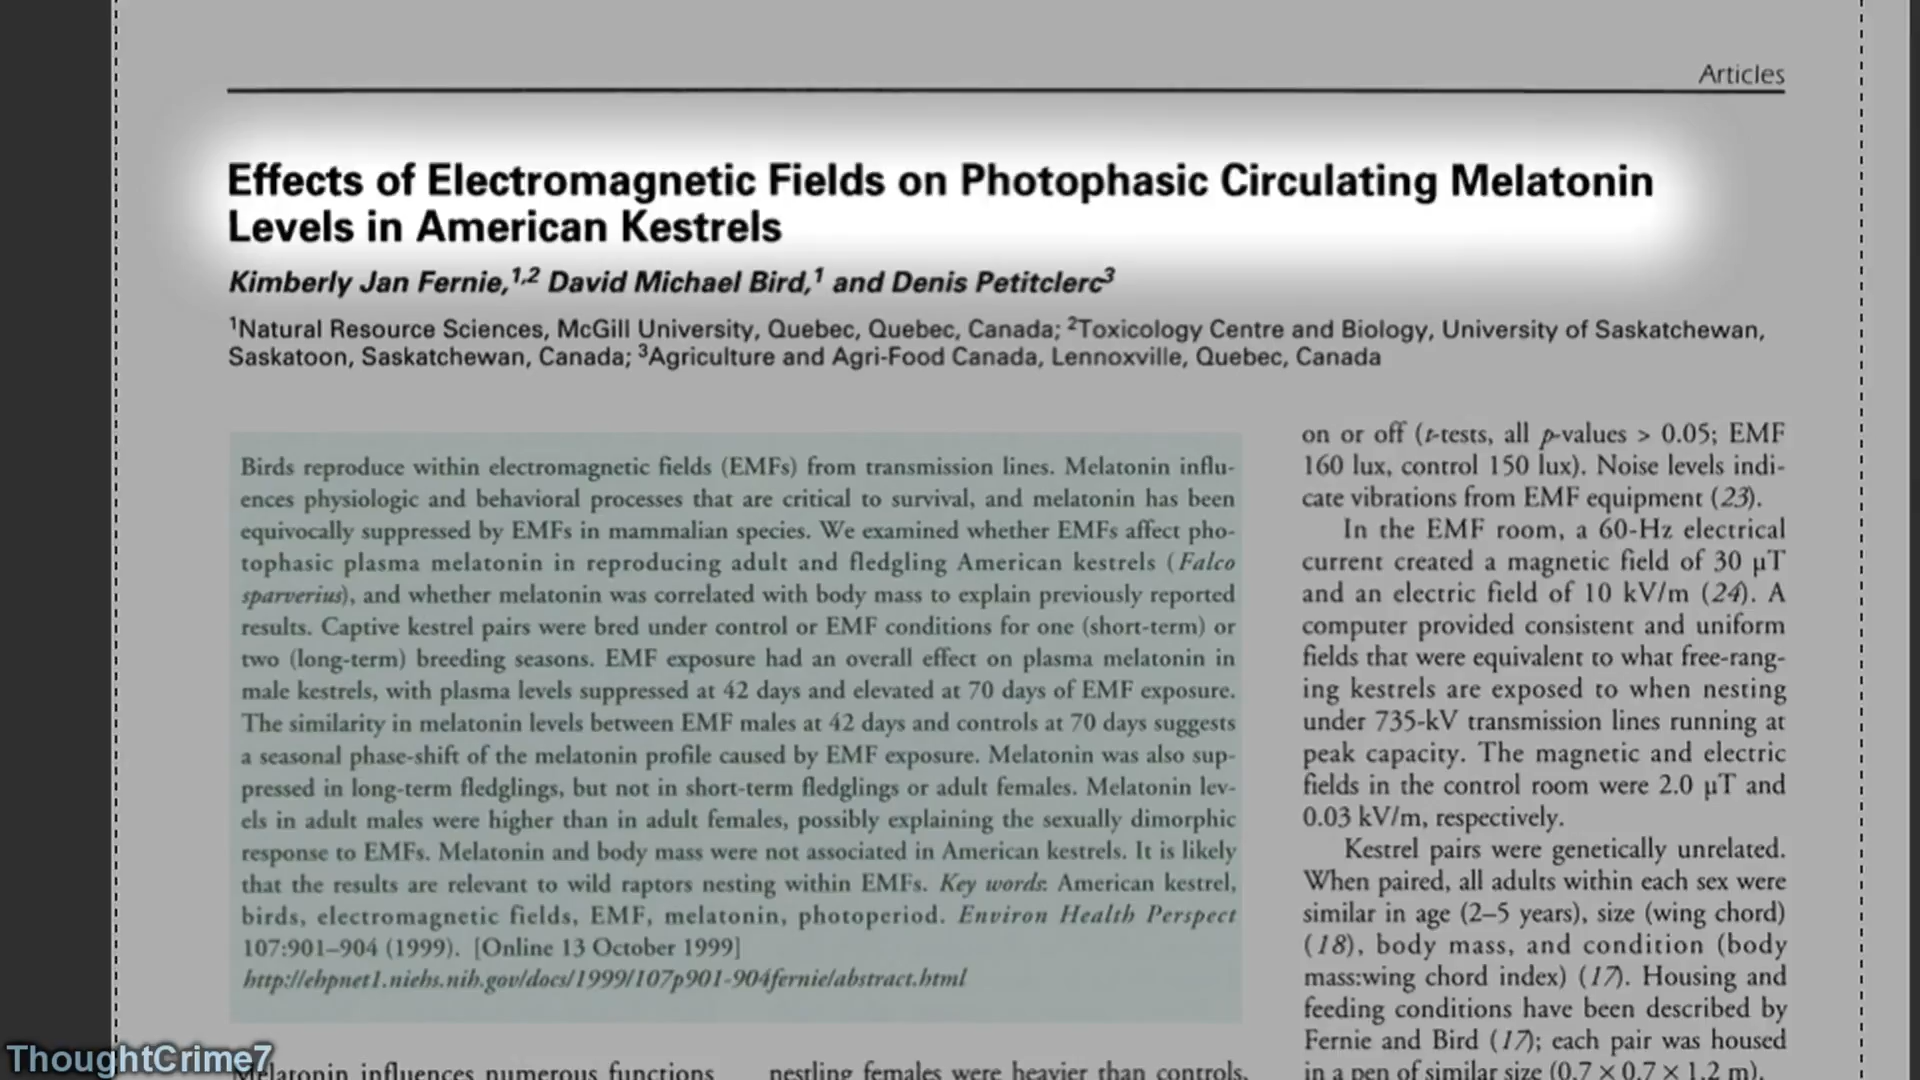 Articles
Effects of Electromagnetic Fields on Photophasic Circulating Melatonin
Levels in American Kestrels
Kimberly Jan Fernie,1,2 David Michael Bird,1 and Denis Petitclerc3
1Natural Resource Sciences, McGill University, Quebec, Quebec, Canada; 2Toxicology Centre and Biology, University of Saskatchewan,
Saskatoon, Saskatchewan, Canada; 3Agriculture and Agri-Food Canada, Lennoxville, Quebec, Canada
Birds reproduce within electromagnetic fields (EMFs) from transmission lines. Melatonin influ-
ences physiologic and behavioral processes that are critical to survival, and melatonin has been
equivocally suppressed by EMFs in mammalian species. We examined whether EMFs affect pho-
tophasic plasma melatonin in reproducing adult and fledgling American kestrels (Falco
sparverius), and whether melatonin was correlated with body mass to explain previously reported
results. Captive kestrel pairs were bred under control or EMF conditions for one (short-term) or
two (long-term) breeding seasons. EMF exposure had an overall effect on plasma melatonin in
male kestrels, with plasma levels suppressed at 42 days and elevated at 70 days of EMF exposure.
The similarity in melatonin levels between EMF males at 42 days and controls at 70 days suggests
a seasonal phase-shift of the melatonin profile caused by EMF exposure. Melatonin was also sup-
pressed in long-term fledglings, but not in short-term fledglings or adult females. Melatonin lev-
els in adult males were higher than in adult females, possibly explaining the sexually dimorphic
response to EMFs. Melatonin and body mass were not associated in American kestrels. It is likely
that the results are relevant to wild raptors nesting within EMFs. Key words: American kestrel,
birds, electromagnetic fields, EMF, melatonin, photoperiod. Environ Health Perspect
107:901–904 (1999). [Online 13 October 1999]
http://ehpnet1.niehs.nih.gov/docs/1999/107p901-904fernie/abstract.html
Melatonin influences numerous functions
nestling females were heavier than controls,
on or off (t-tests, all p-values > 0.05; EMF
160 lux, control 150 lux). Noise levels indi-
cate vibrations from EMF equipment (23).
In the EMF room, a 60-Hz electrical
current created a magnetic field of 30 µT
and an electric field of 10 kV/m (24). A
computer provided consistent and uniform
fields that were equivalent to what free-rang-
ing kestrels are exposed to when nesting
under 735-kV transmission lines running at
peak capacity. The magnetic and electric
fields in the control room were 2.0 µT and
0.03 kV/m, respectively.
Kestrel pairs were genetically unrelated.
When paired, all adults within each sex were
similar in age (2–5 years), size (wing chord)
(18), body mass, and condition (body
mass:wing chord index) (17). Housing and
feeding conditions have been described by
Fernie and Bird (17); each pair was housed
in a pen of similar size (0.7 × 0.7 × 1.2 m),
ThoughtCrime7